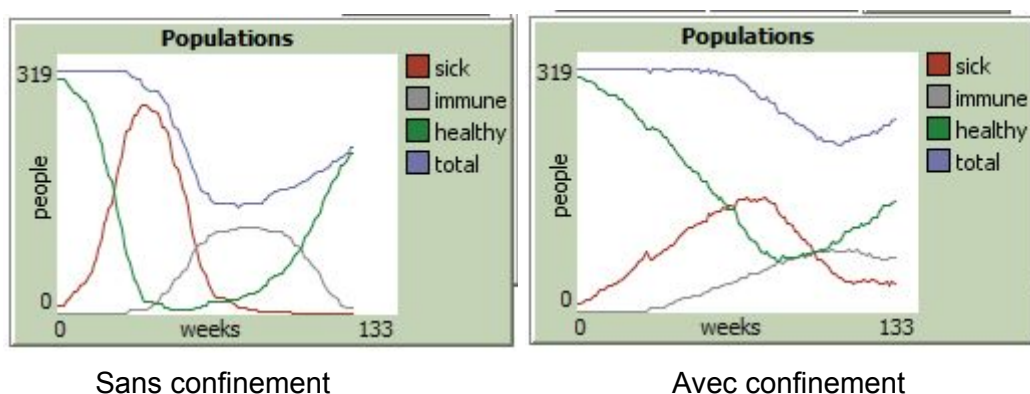 Populations
319
people
0
0
weeks
133
sick
immune
healthy
total
Populations
319
people
0
0
weeks
133
sick
immune
healthy
total
Sans confinement
Avec confinement